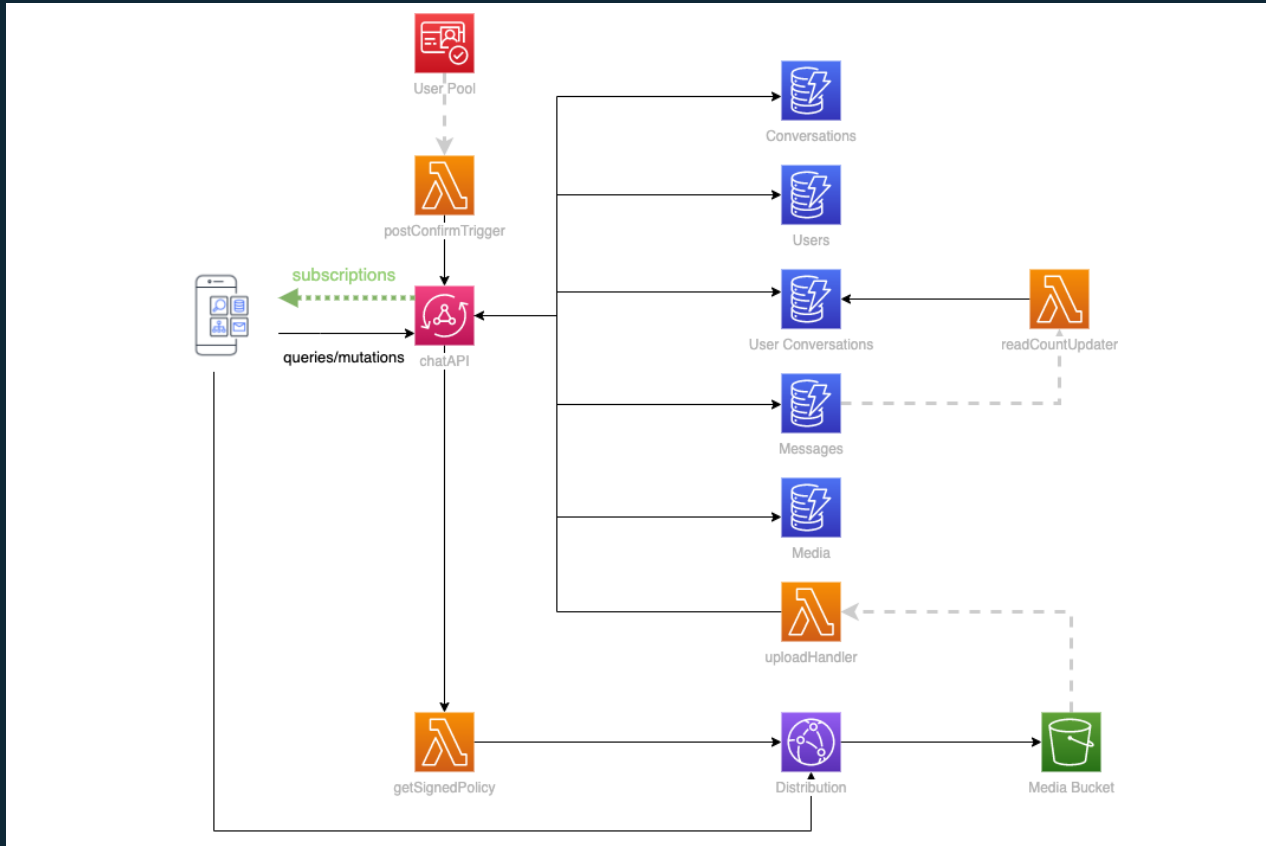 User Pool
Conversations
postConfirmTrigger
Users
subscriptions
queries/mutations
chatAPI
User Conversations
readCountUpdater
Messages
Media
uploadHandler
getSignedPolicy
Distribution
Media Bucket